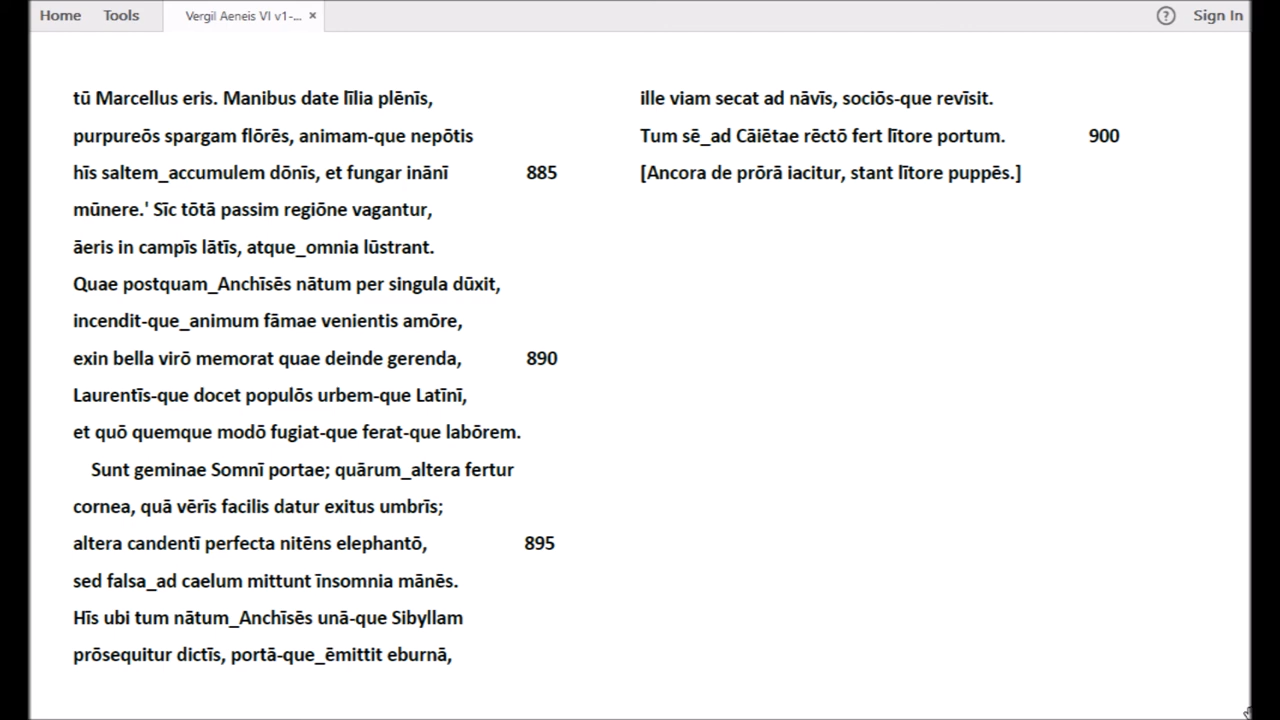 Home Tools Vergil Aeneis VI v1-... × ? Sign In
tū Marcellus eris. Manibus date līlia plēnīs,
purpureōs spargam flōrēs, animam-que nepōtis
hīs saltem_accumulem dōnīs, et fungar inānī 885
mūnere.' Sīc tōtā passim regiōne vagantur,
āeris in campīs lātīs, atque_omnia lūstrant.
Quae postquam_Anchīsēs nātum per singula dūxit,
incendit-que_animum fāmae venientis amōre,
exin bella virō memorat quae deinde gerenda, 890
Laurentīs-que docet populōs urbem-que Latīnī,
et quō quemque modō fugiat-que ferat-que labōrem.
Sunt geminae Somnī portae; quārum_altera fertur
cornea, quā vērīs facilis datur exitus umbrīs;
altera candentī perfecta nitēns elephantō, 895
sed falsa_ad caelum mittunt īnsomnia mānēs.
Hīs ubi tum nātum_Anchīsēs unā-que Sibyllam
prōsequitur dictīs, portā-que_ēmittit eburnā,
ille viam secat ad nāvīs, sociōs-que revīsit.
Tum sē_ad Cāiētae rēctō fert lītore portum. 900
[Ancora de prōrā iacitur, stant lītore puppēs.]